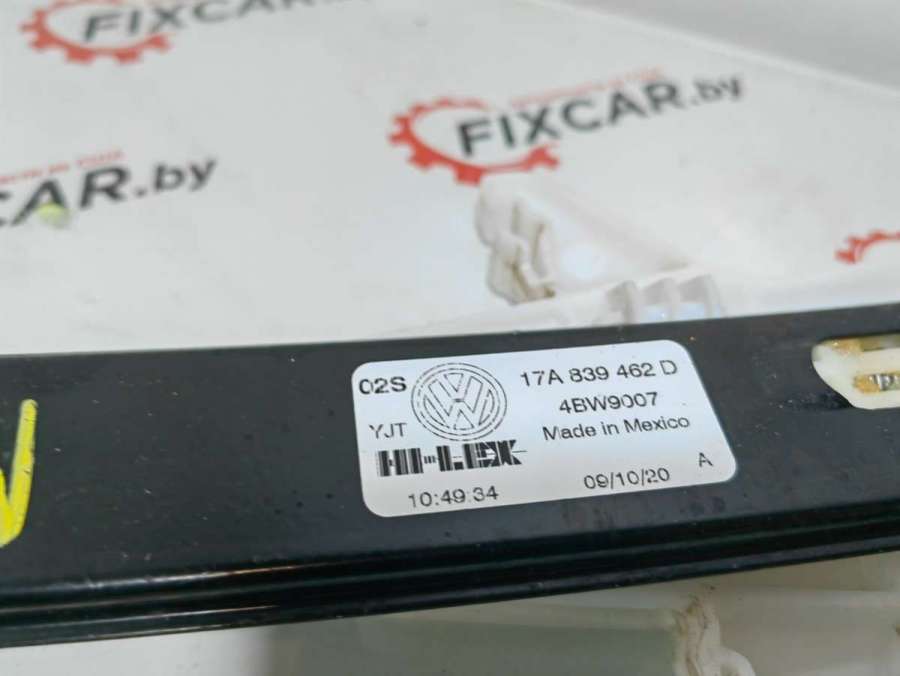 FIXCAR
FIXCAR.by
CAR.by
02S
17A 839 462 D
4BW9007
YJT
Made in Mexico
HI-LEX
10:49:34
09/10/20
A